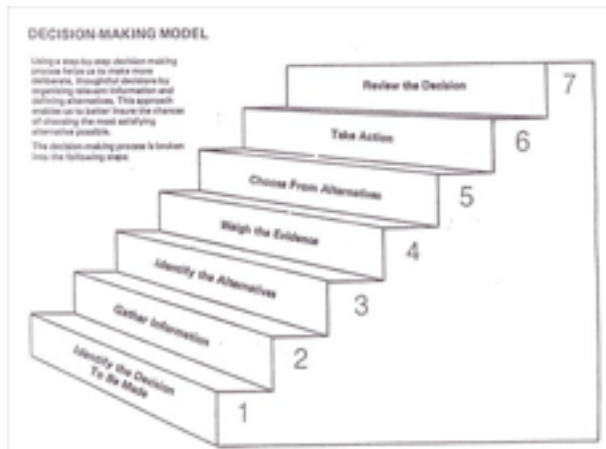 DECISION-MAKING MODEL
Using a step-by-step decision-making
process helps us to make more
deliberate, thoughtful decisions by
organizing relevant information and
defining alternatives. This approach
enables us to better insure the chances
of choosing the most satisfying
alternative possible.
The decision-making process is broken
into the following steps:
Review the Decision
7
Take Action
6
Choose From Alternatives
5
Weigh the Evidence
4
Identify the Alternatives
3
Gather Information
2
Identify the Decision
To Be Made
1